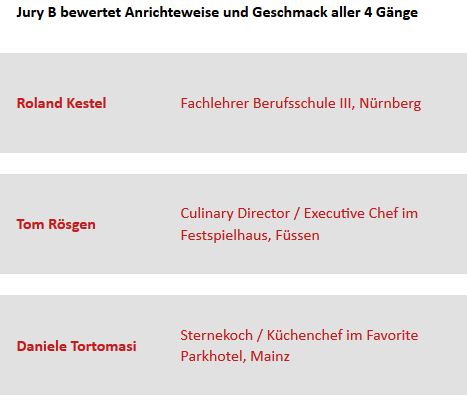 Jury B bewertet Anrichteweise und Geschmack aller 4 Gänge
Roland Kestel
Fachlehrer Berufsschule III, Nürnberg
Tom Rösgen
Culinary Director / Executive Chef im
Festspielhaus, Füssen
Daniele Tortomasi
Sternekoch / Küchenchef im Favorite
Parkhotel, Mainz